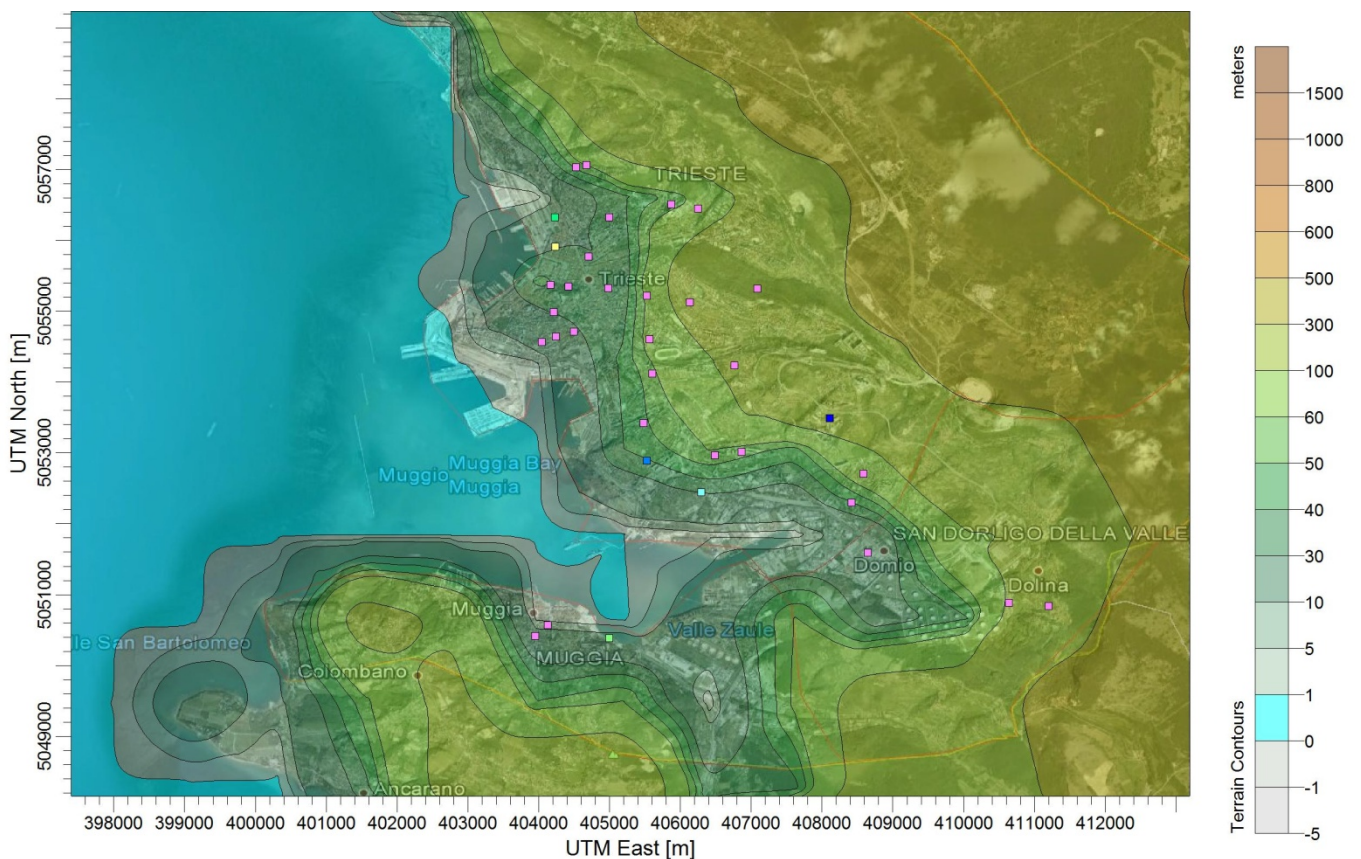 TRIESTE
Trieste
Muggio
Muggia Bay
Muggia
SAN DORLIGO DELLA VALLE
Domio
Dolina
Muggia
Valle Zaule
lle San Bartolomeo
MUGGIA
Colombano
Ancarano
UTM North [m]
5057000
5055000
5053000
5051000
5049000
398000 399000 400000 401000 402000 403000 404000 405000 406000 407000 408000 409000 410000 411000 412000
UTM East [m]
meters
1500
1000
800
600
500
300
100
60
50
40
30
10
5
1
0
-1
-5
Terrain Contours